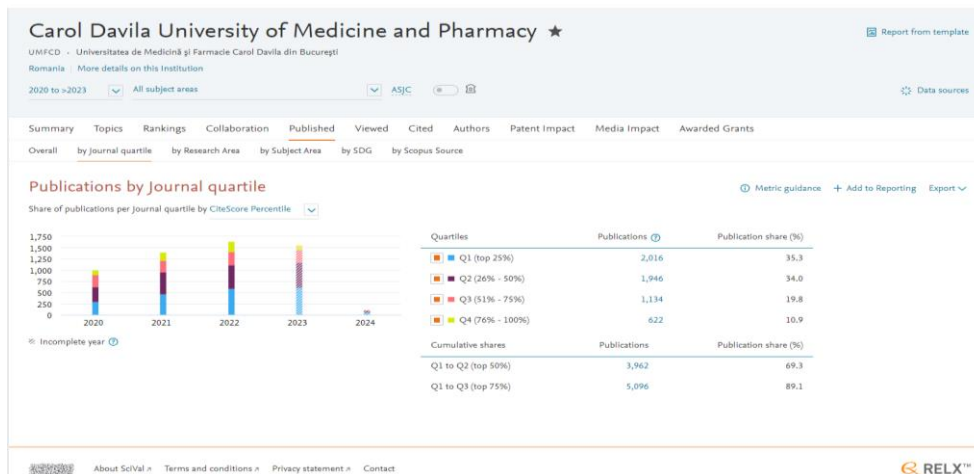 Carol Davila University of Medicine and Pharmacy ★
Report from template
UMFCD - Universitatea de Medicină şi Farmacie Carol Davila din Bucureşti
Romania | More details on this Institution
2020 to >2023
All subject areas
ASJC
Data sources
Summary Topics Rankings Collaboration Published Viewed Cited Authors Patent Impact Media Impact Awarded Grants
Overall by Journal quartile by Research Area by Subject Area by SDG by Scopus Source
Publications by Journal quartile
Metric guidance + Add to Reporting Export
Share of publications per Journal quartile by CiteScore Percentile
1,750
1,500
1,250
1,000
750
500
250
0
2020 2021 2022 2023 2024
Incomplete year
Quartiles Publications Publication share (%)
Q1 (top 25%) 2,016 35.3
Q2 (26% - 50%) 1,946 34.0
Q3 (51% - 75%) 1,134 19.8
Q4 (76% - 100%) 622 10.9
Cumulative shares Publications Publication share (%)
Q1 to Q2 (top 50%) 3,962 69.3
Q1 to Q3 (top 75%) 5,096 89.1
About SciVal Terms and conditions Privacy statement Contact
RELX™